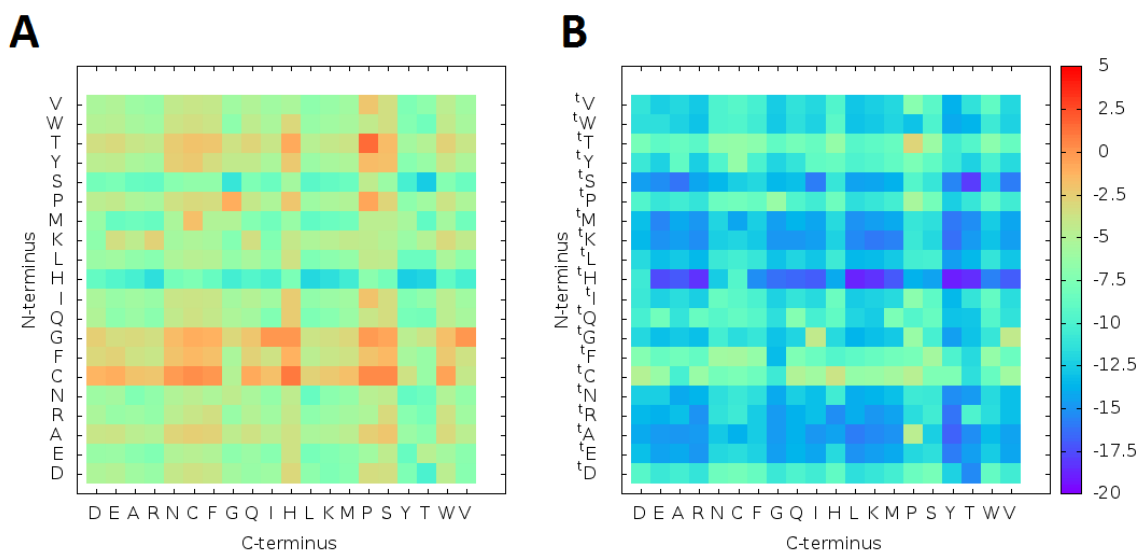 A
B
N-terminus
V
W
T
Y
S
P
M
K
L
H
I
Q
G
F
C
N
R
A
E
D
D E A R N C F G Q I H L K M P S Y T W V
C-terminus
N-terminus
tV
tW
tT
tY
tS
tP
tM
tK
tL
tH
tI
tQ
tG
tF
tC
tN
tR
tA
tE
tD
D E A R N C F G Q I H L K M P S Y T W V
C-terminus
5
2.5
0
-2.5
-5
-7.5
-10
-12.5
-15
-17.5
-20